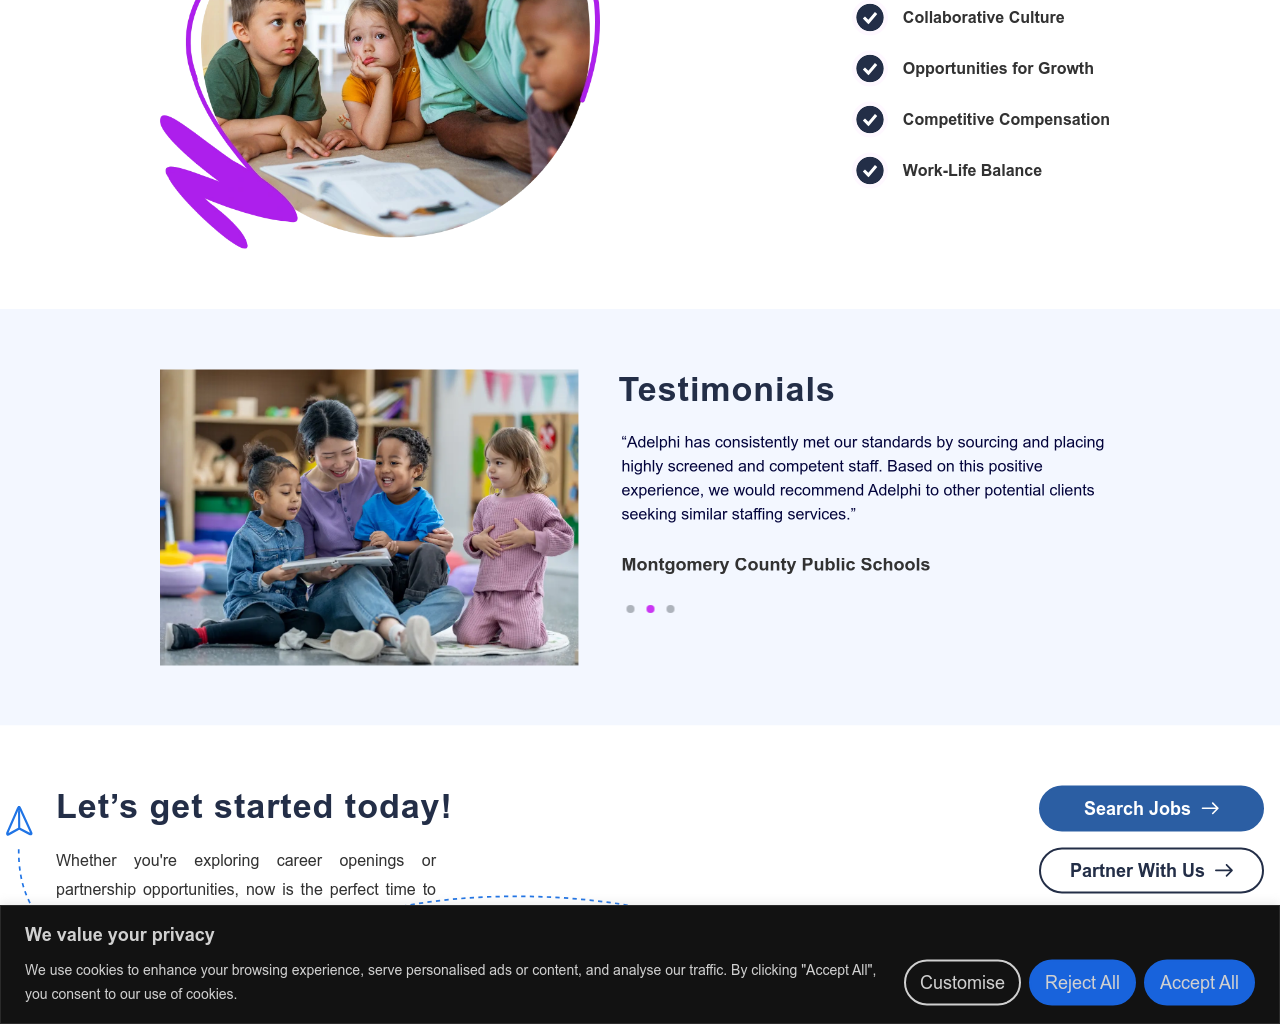 Collaborative Culture
Opportunities for Growth
Competitive Compensation
Work-Life Balance
Testimonials
“Adelphi has consistently met our standards by sourcing and placing
highly screened and competent staff. Based on this positive
experience, we would recommend Adelphi to other potential clients
seeking similar staffing services.”
Montgomery County Public Schools
Let’s get started today!
Whether you're exploring career openings or
partnership opportunities, now is the perfect time to
Search Jobs
Partner With Us
We value your privacy
We use cookies to enhance your browsing experience, serve personalised ads or content, and analyse our traffic. By clicking "Accept All",
you consent to our use of cookies.
Customise
Reject All
Accept All